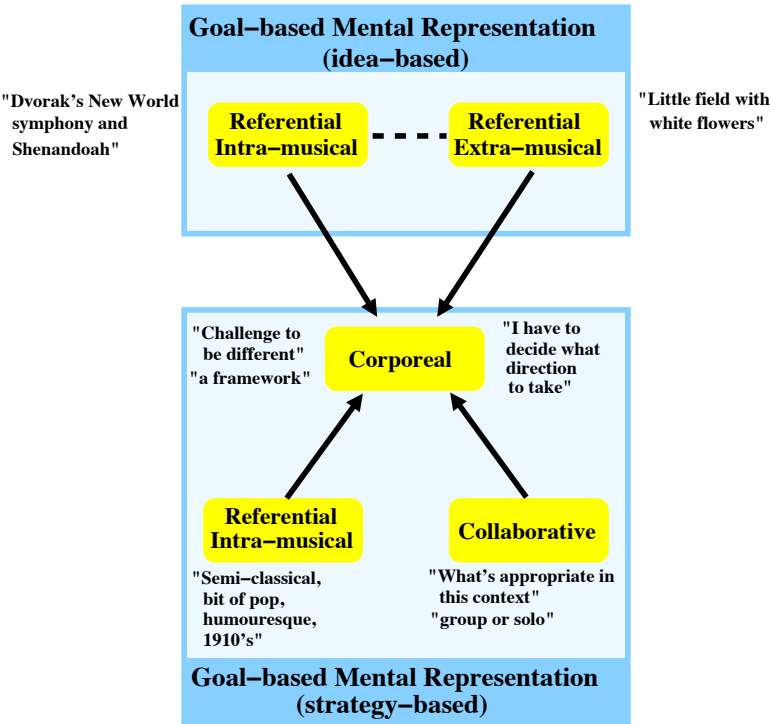 Goal–based Mental Representation
(idea–based)
"Dvorak's New World
symphony and
Shenandoah"
"Little field with
white flowers"
Referential
Intra–musical
Referential
Extra–musical
"Challenge to
be different"
"a framework"
Corporeal
"I have to
decide what
direction
to take"
Referential
Intra–musical
Collaborative
"Semi–classical,
bit of pop,
humouresque,
1910's"
"What's appropriate in
this context"
"group or solo"
Goal–based Mental Representation
(strategy–based)